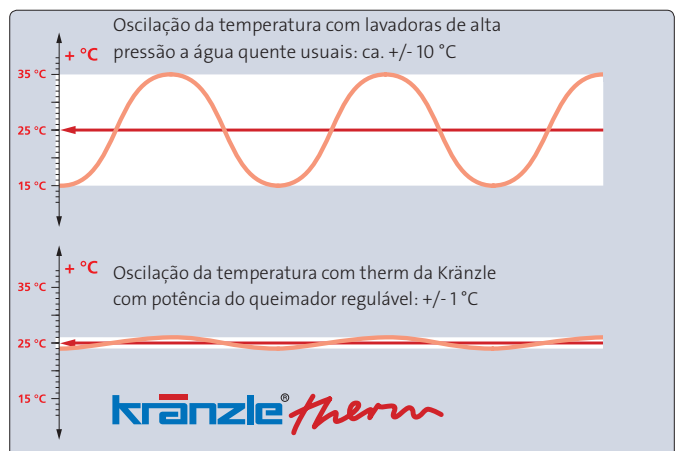 Oscilação da temperatura com lavadoras de alta
+ °C pressão a água quente usuais: ca. +/- 10 °C
35 °C
25 °C
15 °C
+ °C Oscilação da temperatura com therm da Kränzle
com potência do queimador regulável: +/- 1 °C
35 °C
25 °C
15 °C
kränzle® therm